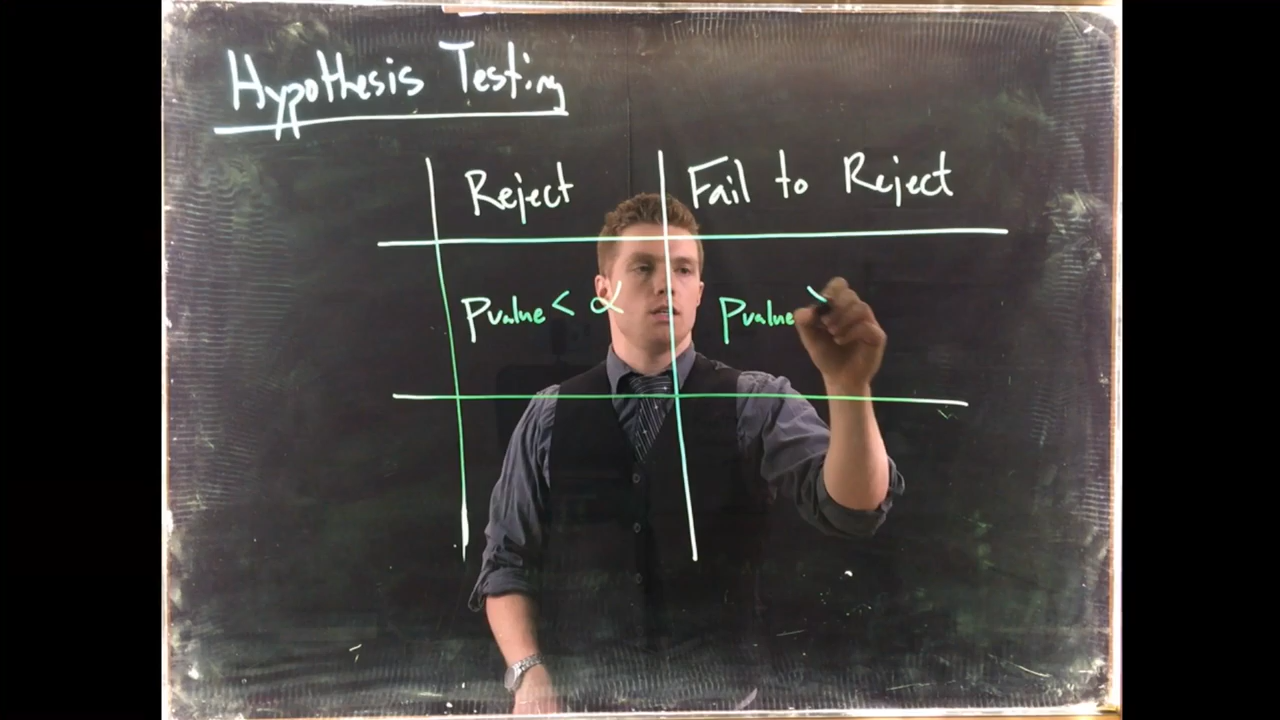 Hypothesis Testing
Reject Fail to Reject
Pvalue < α Pvalue